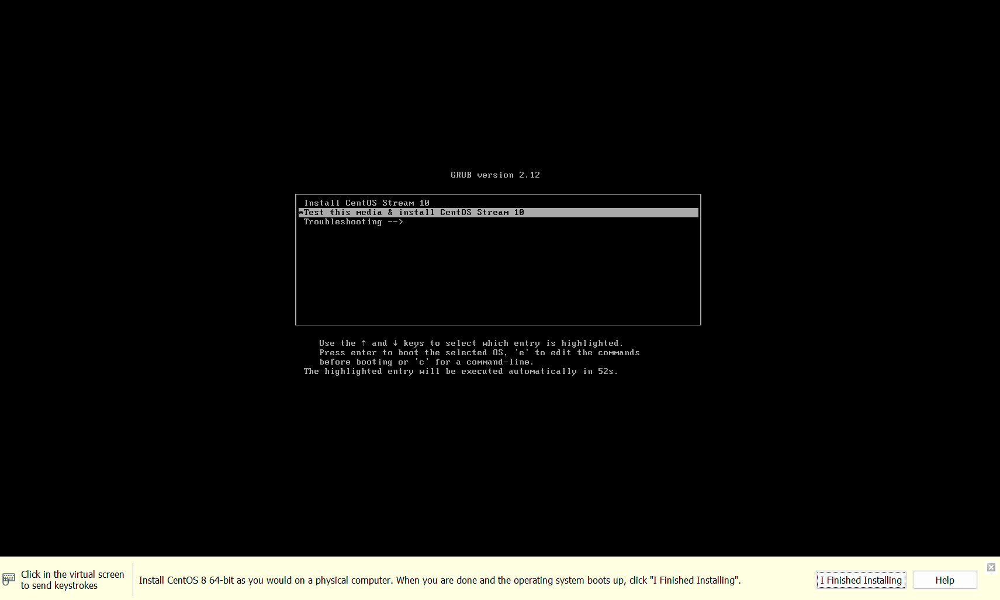 GRUB version 2.12
Install CentOS Stream 10
*Test this media & install CentOS Stream 10
Troubleshooting -->
Use the ↑ and ↓ keys to select which entry is highlighted.
Press enter to boot the selected OS, `e' to edit the commands
before booting or `c' for a command-line.
The highlighted entry will be executed automatically in 52s.
Click in the virtual screen
to send keystrokes
Install CentOS 8 64-bit as you would on a physical computer. When you are done and the operating system boots up, click "I Finished Installing".
I Finished Installing
Help